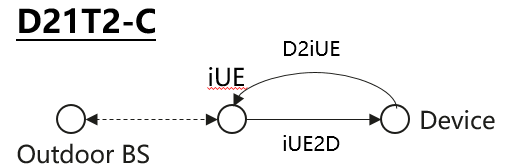 D21T2-C
D2iUE
iUE
Device
iUE2D
Outdoor BS